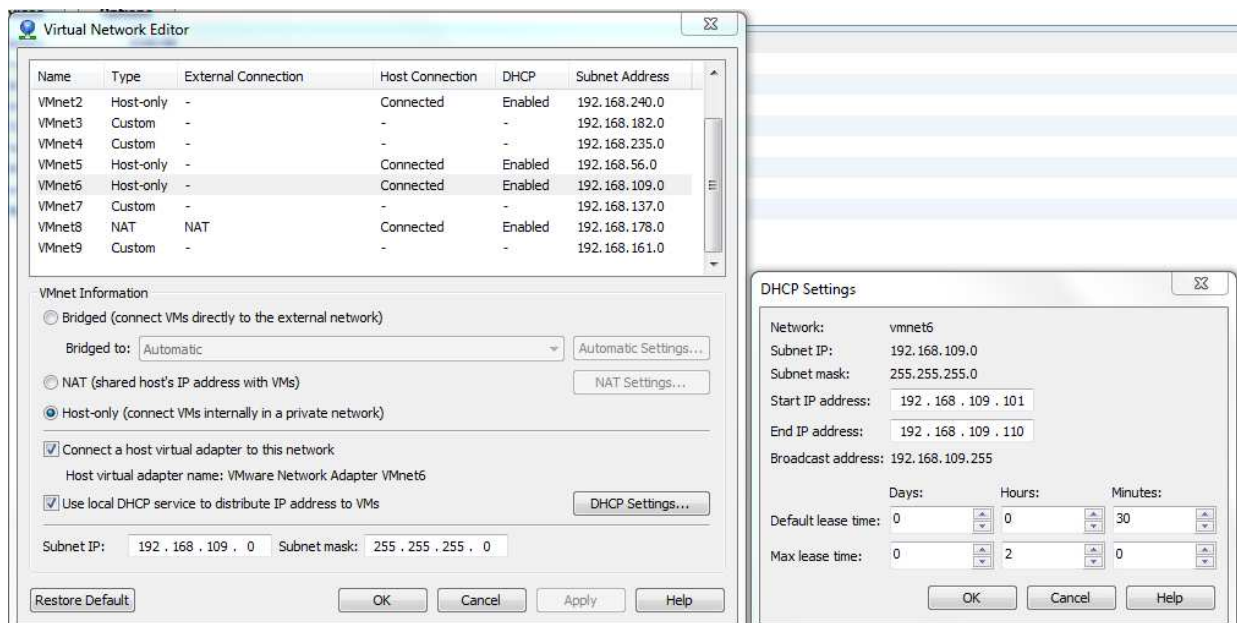 Virtual Network Editor
Name Type External Connection Host Connection DHCP Subnet Address
VMnet2 Host-only - Connected Enabled 192.168.240.0
VMnet3 Custom - - - 192.168.182.0
VMnet4 Custom - - - 192.168.235.0
VMnet5 Host-only - Connected Enabled 192.168.56.0
VMnet6 Host-only - Connected Enabled 192.168.109.0
VMnet7 Custom - - - 192.168.137.0
VMnet8 NAT NAT Connected Enabled 192.168.178.0
VMnet9 Custom - - - 192.168.161.0
VMnet Information
Bridged (connect VMs directly to the external network)
Bridged to: Automatic Automatic Settings...
NAT (shared host's IP address with VMs) NAT Settings...
Host-only (connect VMs internally in a private network)
Connect a host virtual adapter to this network
Host virtual adapter name: VMware Network Adapter VMnet6
Use local DHCP service to distribute IP address to VMs DHCP Settings...
Subnet IP: 192 . 168 . 109 . 0 Subnet mask: 255 . 255 . 255 . 0
Restore Default OK Cancel Apply Help
DHCP Settings
Network: vmnet6
Subnet IP: 192.168.109.0
Subnet mask: 255.255.255.0
Start IP address: 192 . 168 . 109 . 101
End IP address: 192 . 168 . 109 . 110
Broadcast address: 192.168.109.255
Days: Hours: Minutes:
Default lease time: 0 0 30
Max lease time: 0 2 0
OK Cancel Help